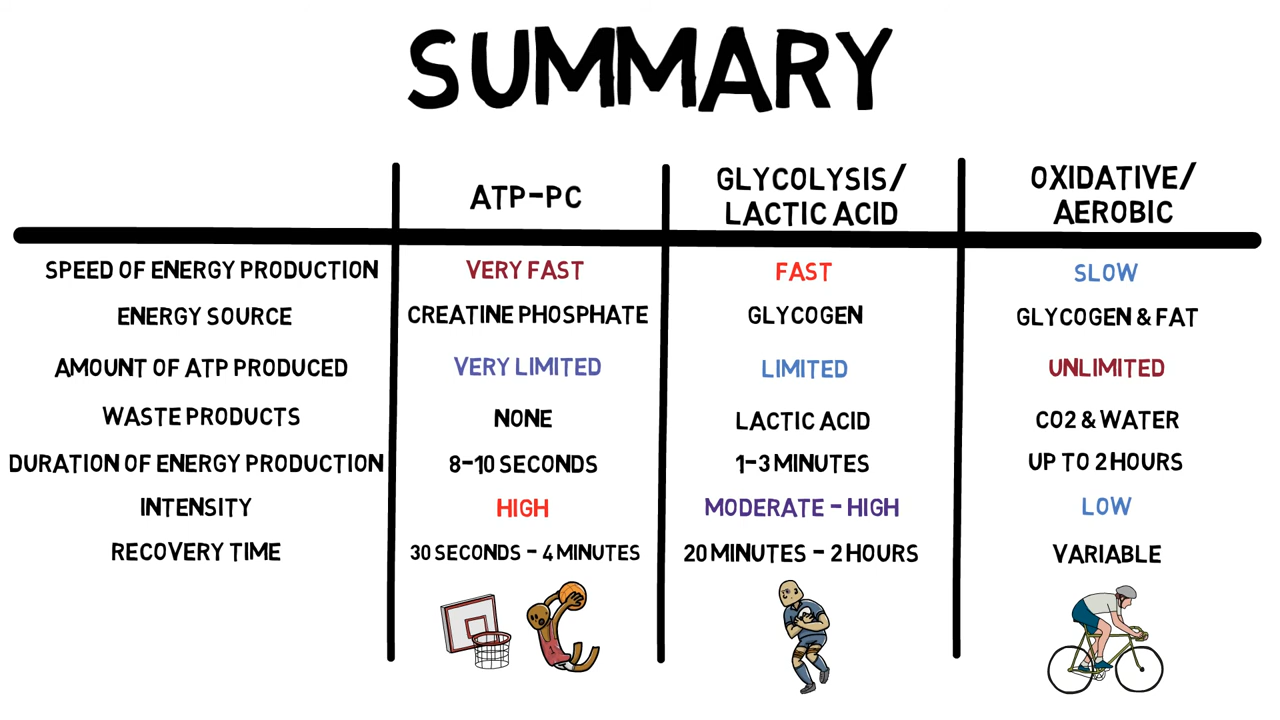 SUMMARY
ATP-PC
GLYCOLYSIS/
LACTIC ACID
OXIDATIVE/
AEROBIC
SPEED OF ENERGY PRODUCTION VERY FAST FAST SLOW
ENERGY SOURCE CREATINE PHOSPHATE GLYCOGEN GLYCOGEN & FAT
AMOUNT OF ATP PRODUCED VERY LIMITED LIMITED UNLIMITED
WASTE PRODUCTS NONE LACTIC ACID CO2 & WATER
DURATION OF ENERGY PRODUCTION 8-10 SECONDS 1-3 MINUTES UP TO 2 HOURS
INTENSITY HIGH MODERATE - HIGH LOW
RECOVERY TIME 30 SECONDS - 4 MINUTES 20 MINUTES - 2 HOURS VARIABLE